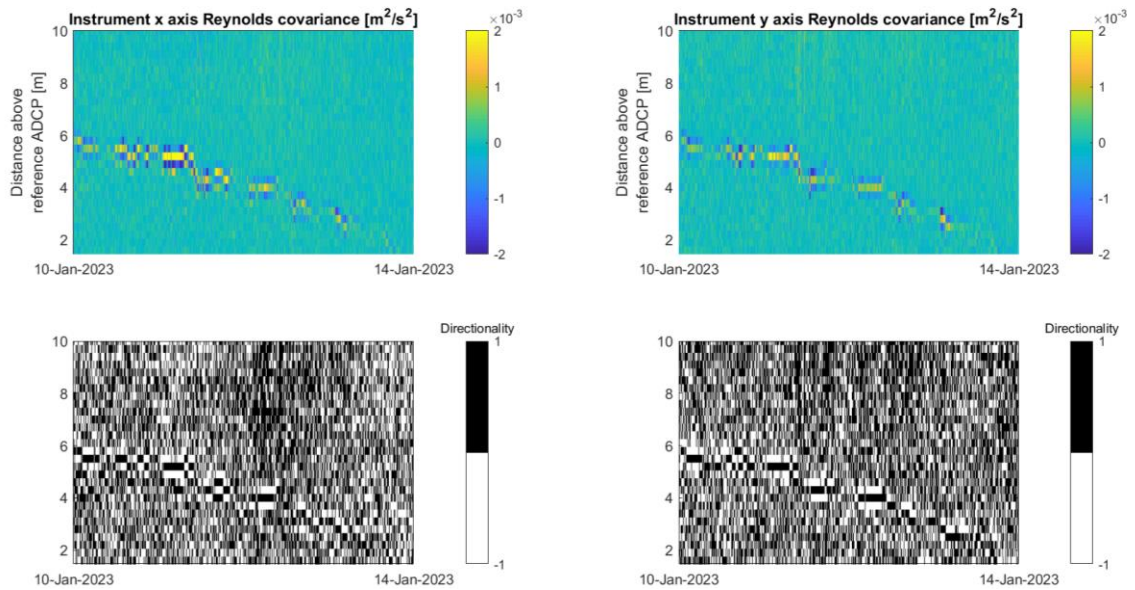 Instrument x axis Reynolds covariance [m²/s²]
×10⁻³
10
8
6
4
2
Distance above
reference ADCP [m]
2
1
0
-1
-2
10-Jan-2023
14-Jan-2023
Instrument y axis Reynolds covariance [m²/s²]
×10⁻³
10
8
6
4
2
Distance above
reference ADCP [m]
2
1
0
-1
-2
10-Jan-2023
14-Jan-2023
Directionality
10
8
6
4
2
1
-1
10-Jan-2023
14-Jan-2023
Directionality
10
8
6
4
2
1
-1
10-Jan-2023
14-Jan-2023